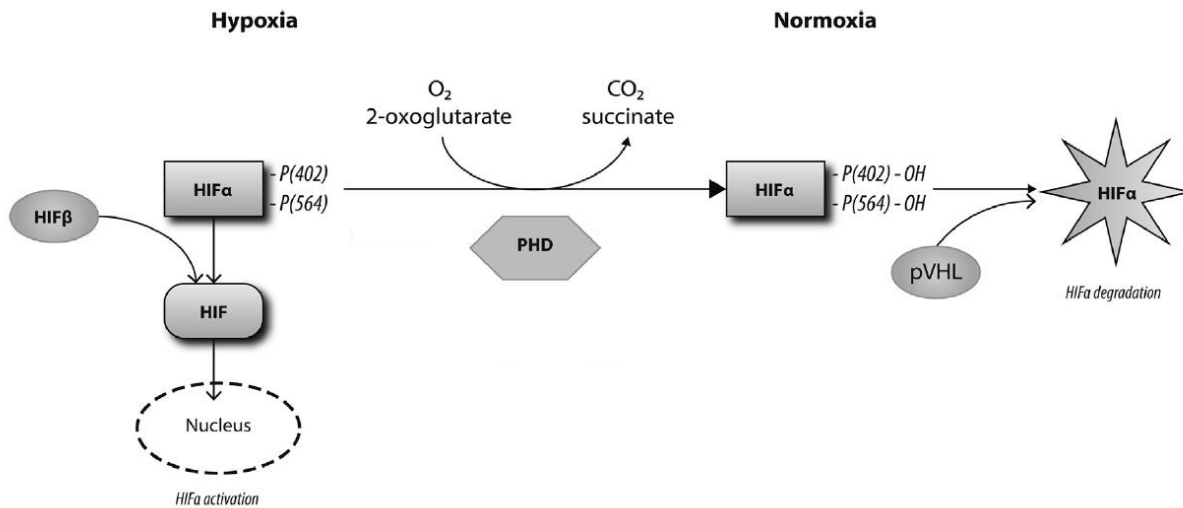 Hypoxia
Normoxia
O₂
2-oxoglutarate
CO₂
succinate
HIFα
- P(402)
- P(564)
HIFα
- P(402) - OH
- P(564) - OH
HIFα
HIFβ
PHD
pVHL
HIFα degradation
HIF
Nucleus
HIFα activation